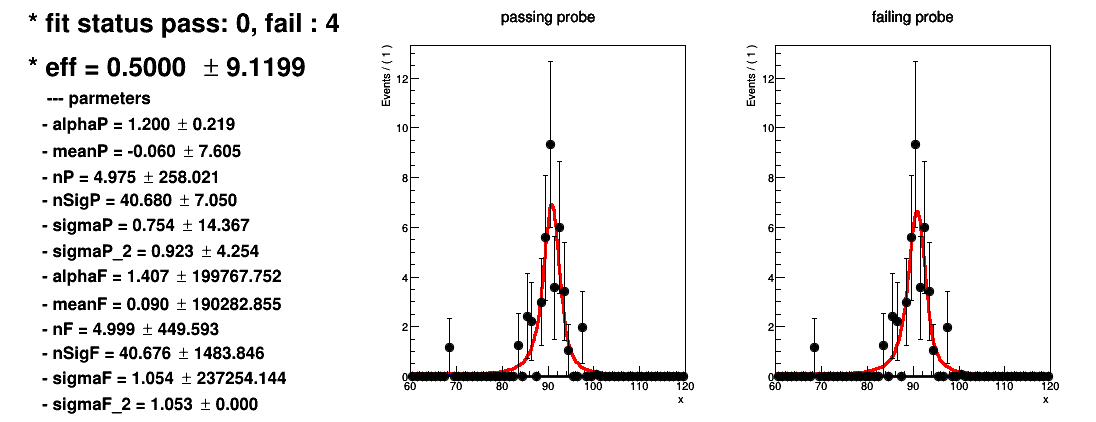 * fit status pass: 0, fail : 4
* eff = 0.5000 ± 9.1199
--- parmeters
- alphaP = 1.200 ± 0.219
- meanP = -0.060 ± 7.605
- nP = 4.975 ± 258.021
- nSigP = 40.680 ± 7.050
- sigmaP = 0.754 ± 14.367
- sigmaP_2 = 0.923 ± 4.254
- alphaF = 1.407 ± 199767.752
- meanF = 0.090 ± 190282.855
- nF = 4.999 ± 449.593
- nSigF = 40.676 ± 1483.846
- sigmaF = 1.054 ± 237254.144
- sigmaF_2 = 1.053 ± 0.000
passing probe
Events / ( 1 )
12
10
8
6
4
2
0
60 70 80 90 100 110 120
x
failing probe
Events / ( 1 )
12
10
8
6
4
2
0
60 70 80 90 100 110 120
x